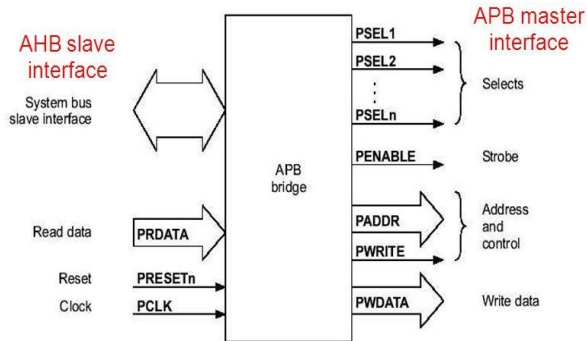 AHB slave
interface
System bus
slave interface
Read data
PRDATA
Reset
PRESETn
Clock
PCLK
APB
bridge
APB master
interface
PSEL1
PSEL2
PSELn
Selects
PENABLE
Strobe
PADDR
PWRITE
Address
and
control
PWDATA
Write data